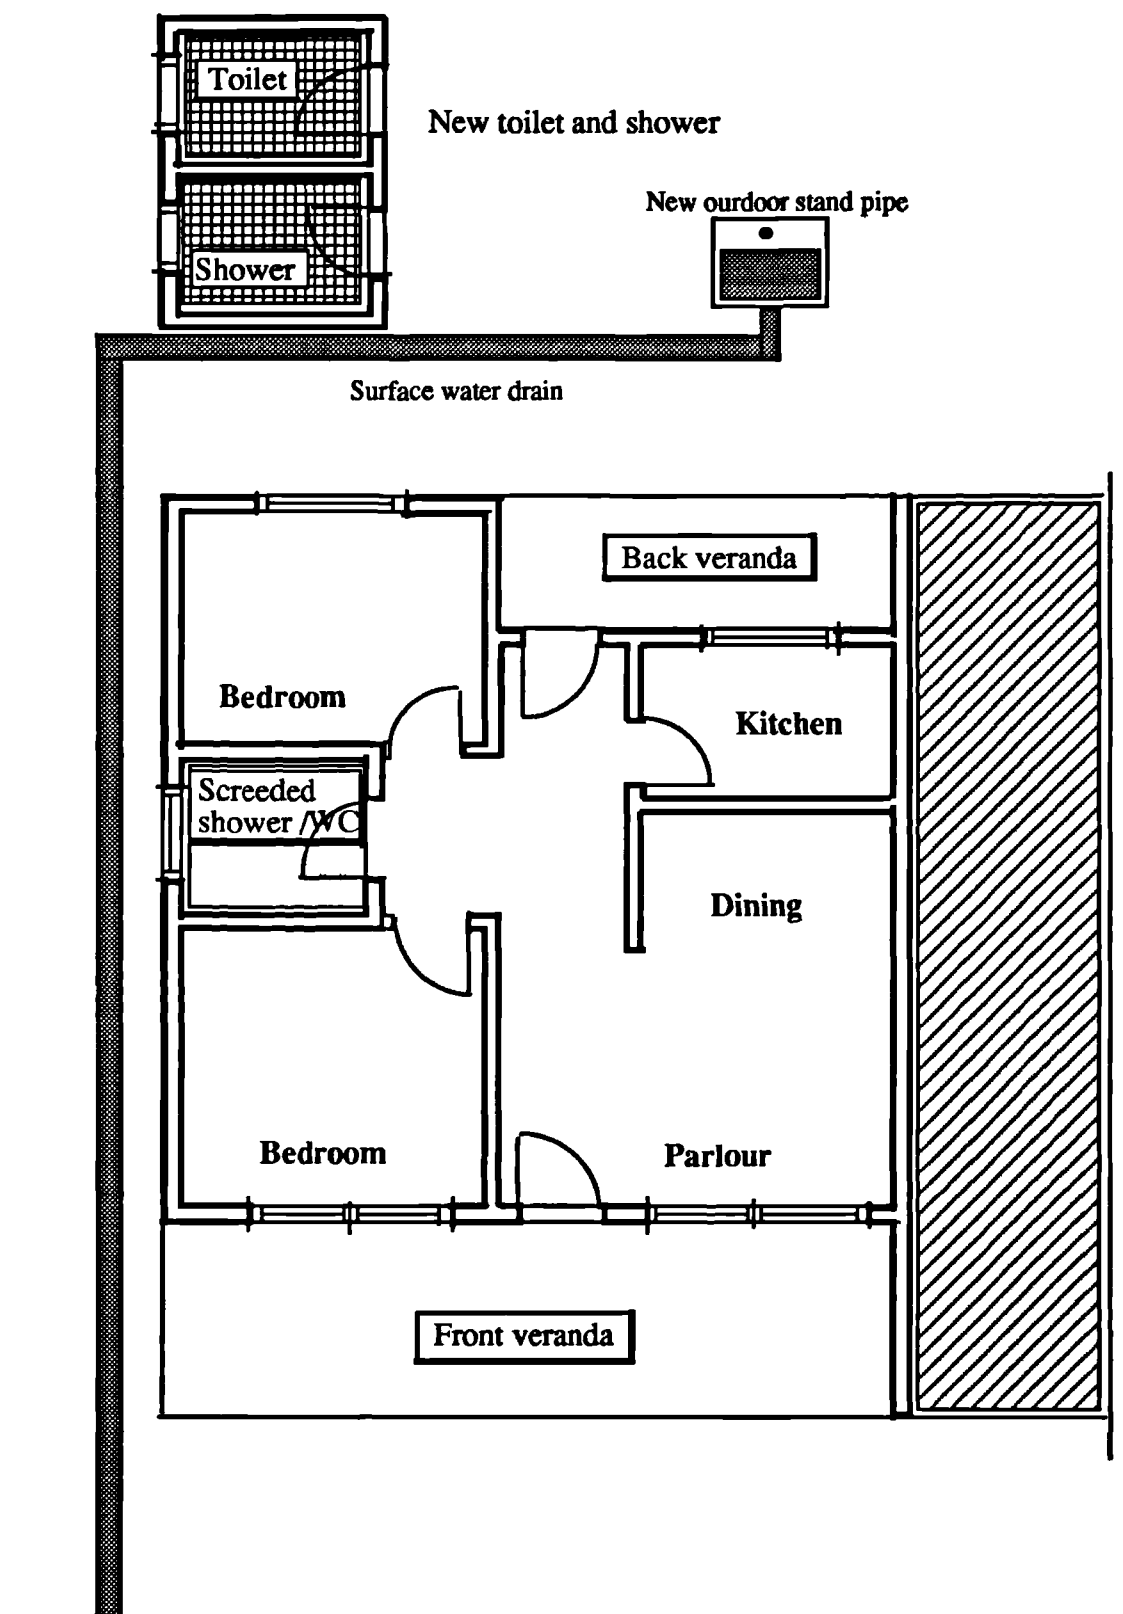 Toilet
New toilet and shower
New ourdoor stand pipe
Shower
Surface water drain
Back veranda
Bedroom
Kitchen
Screeded
shower /WC
Dining
Bedroom
Parlour
Front veranda